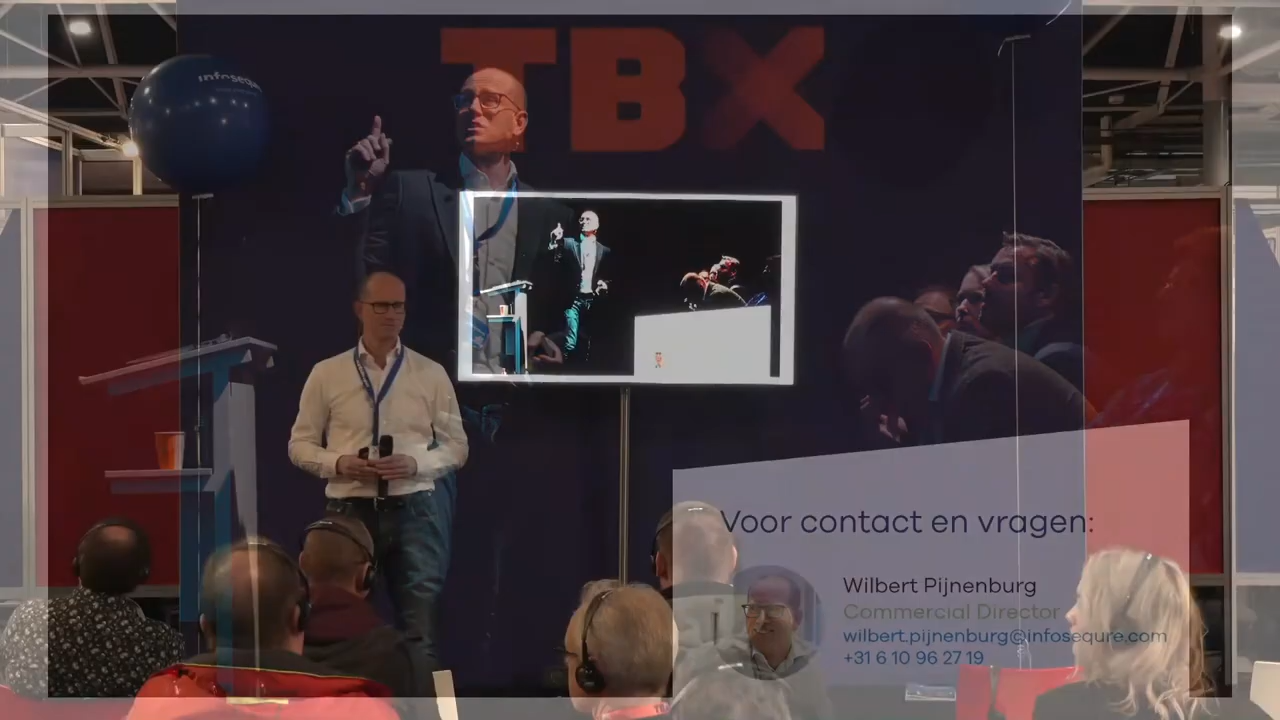 TBX
infosequre
Voor contact en vragen:
Wilbert Pijnenburg
Commercial Director
wilbert.pijnenburg@infosequre.com
+31 6 10 96 27 19